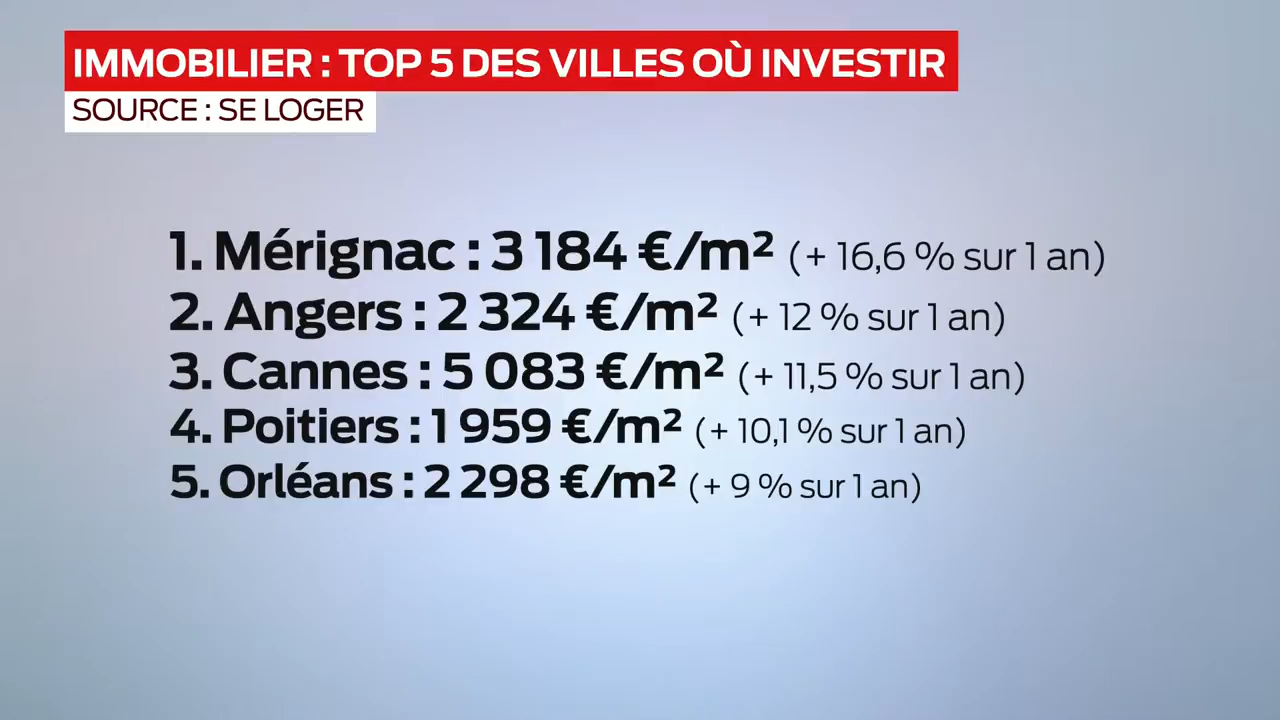 IMMOBILIER : TOP 5 DES VILLES OÙ INVESTIR
SOURCE : SE LOGER
1. Mérignac : 3 184 €/m² (+ 16,6 % sur 1 an)
2. Angers : 2 324 €/m² (+ 12 % sur 1 an)
3. Cannes : 5 083 €/m² (+ 11,5 % sur 1 an)
4. Poitiers : 1 959 €/m² (+ 10,1 % sur 1 an)
5. Orléans : 2 298 €/m² (+ 9 % sur 1 an)